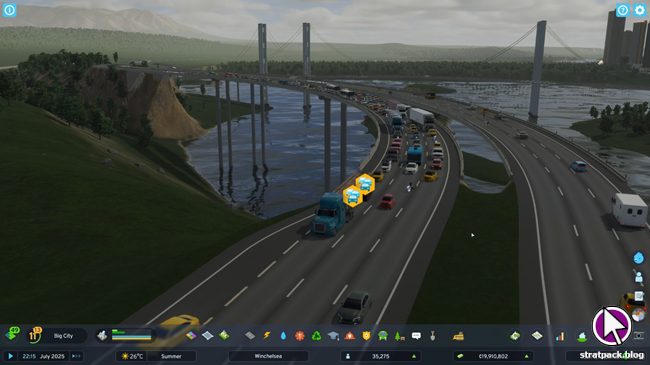 Big City
22:15 July 2025
26°C
Summer
Winchelsea
35,275
₵19,910,802
stratpack.blog